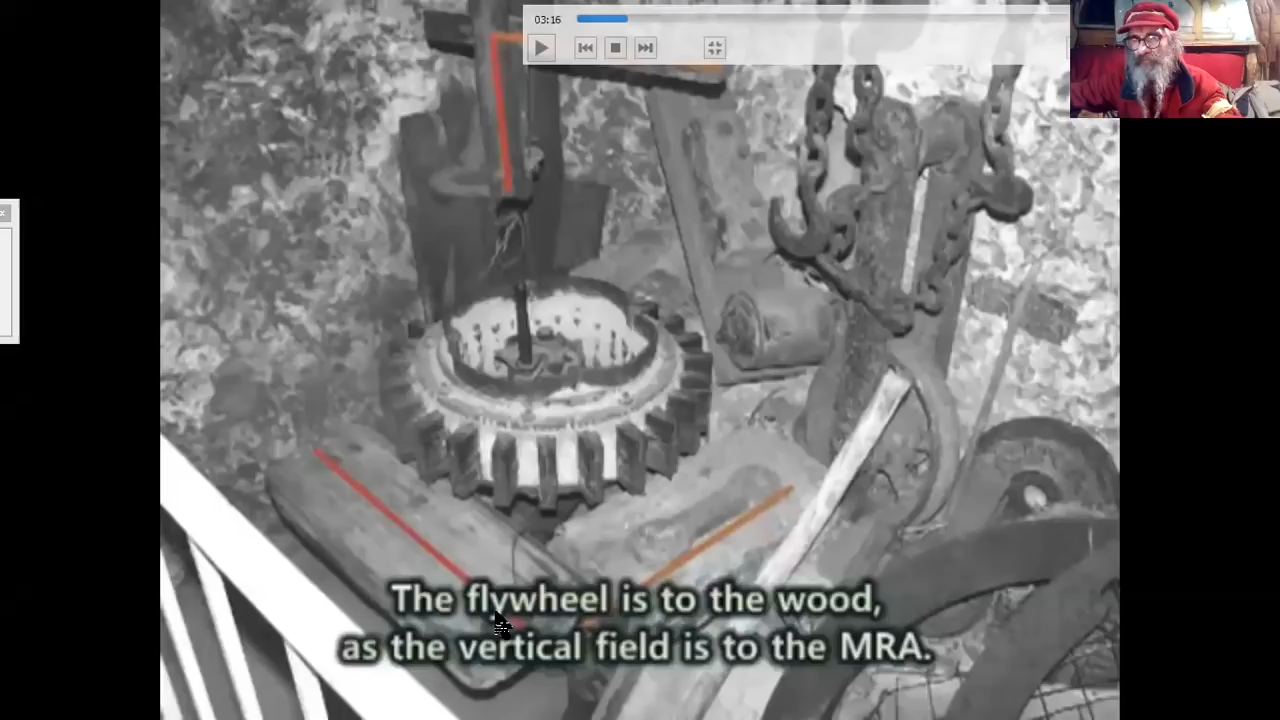 03:16
The flywheel is to the wood,
as the vertical field is to the MRA.